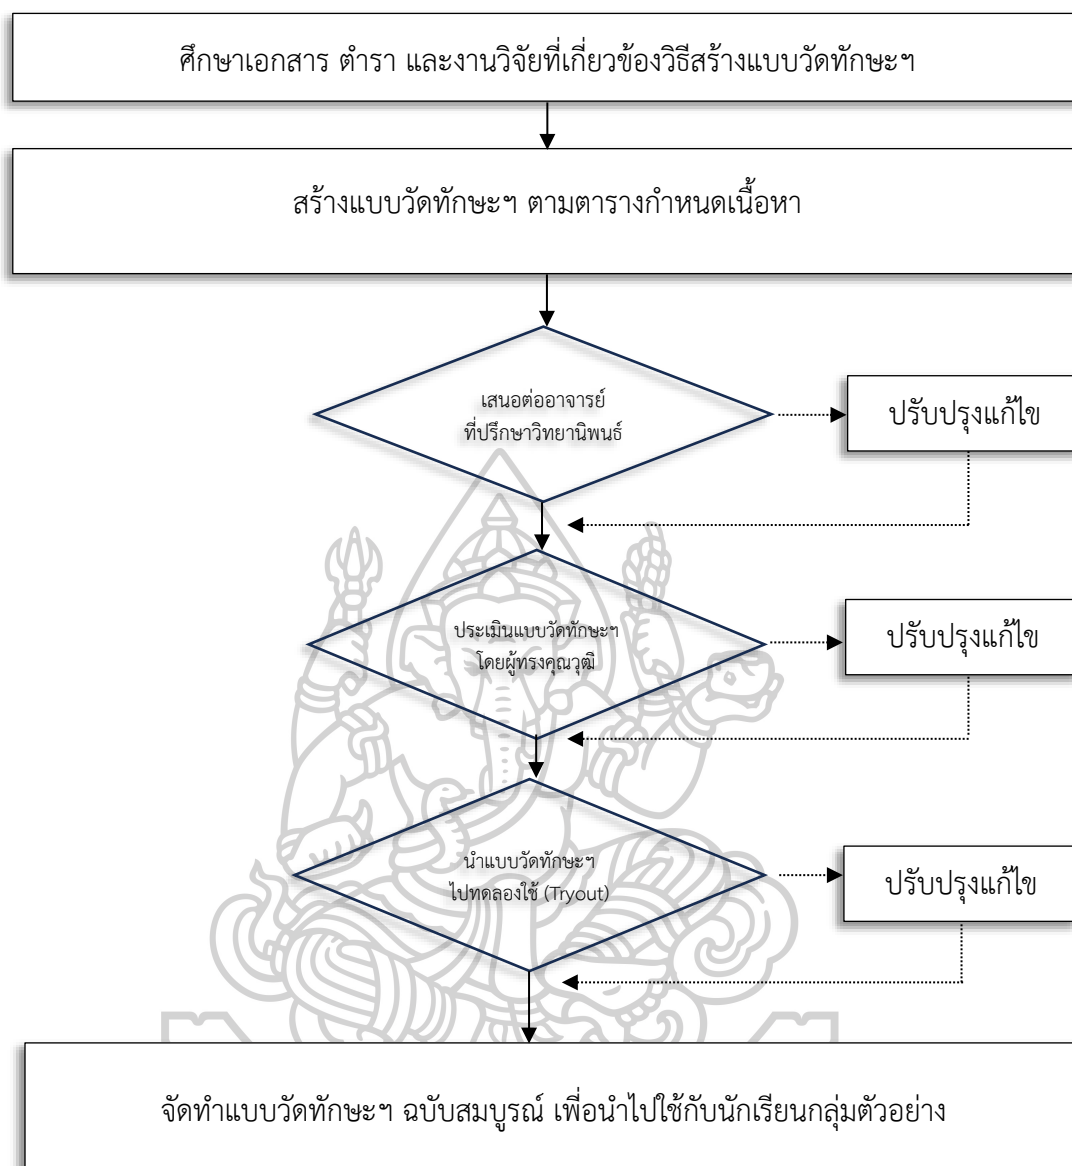 ศึกษาเอกสาร ตำรา และงานวิจัยที่เกี่ยวข้องวิธีสร้างแบบวัดทักษะฯ
สร้างแบบวัดทักษะฯ ตามตารางกำหนดเนื้อหา
เสนอต่ออาจารย์
ที่ปรึกษาวิทยานิพนธ์
ปรับปรุงแก้ไข
ประเมินแบบวัดทักษะฯ
โดยผู้ทรงคุณวุฒิ
ปรับปรุงแก้ไข
นำแบบวัดทักษะฯ
ไปทดลองใช้ (Tryout)
ปรับปรุงแก้ไข
จัดทำแบบวัดทักษะฯ ฉบับสมบูรณ์ เพื่อนำไปใช้กับนักเรียนกลุ่มตัวอย่าง